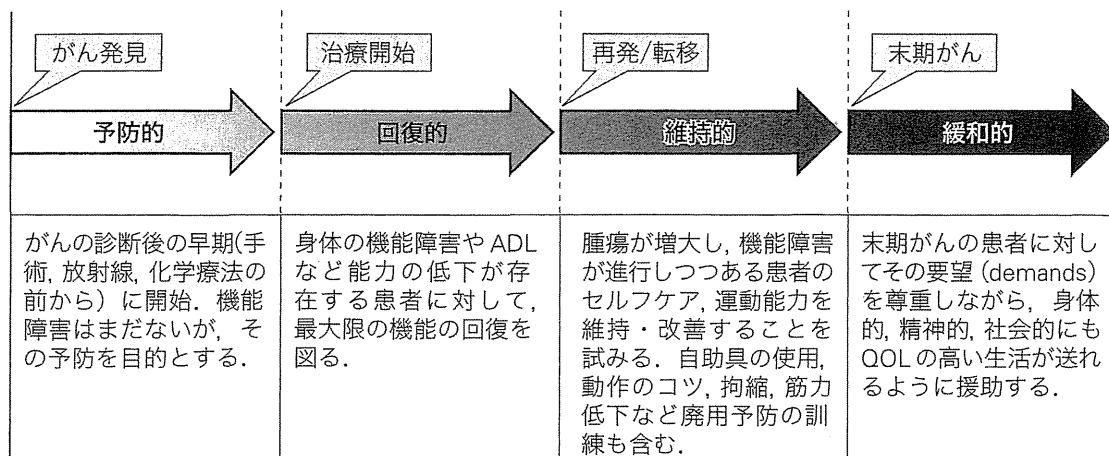 がん発見
治療開始
再発/転移
末期がん
予防的
回復的
維持的
緩和的
がんの診断後の早期(手
術, 放射線, 化学療法の
前から）に開始．機能
障害はまだないが，そ
の予防を目的とする．
身体の機能障害や ADL
など能力の低下が存
在する患者に対して，
最大限の機能の回復を
図る．
腫瘍が増大し, 機能障害
が進行しつつある患者の
セルフケア, 運動能力を
維持・改善することを
試みる．自助具の使用,
動作のコツ, 拘縮, 筋力
低下など廃用予防の訓
練も含む．
末期がんの患者に対し
てその要望 (demands)
を尊重しながら，身体
的, 精神的, 社会的にも
QOLの高い生活が送れ
るように援助する．